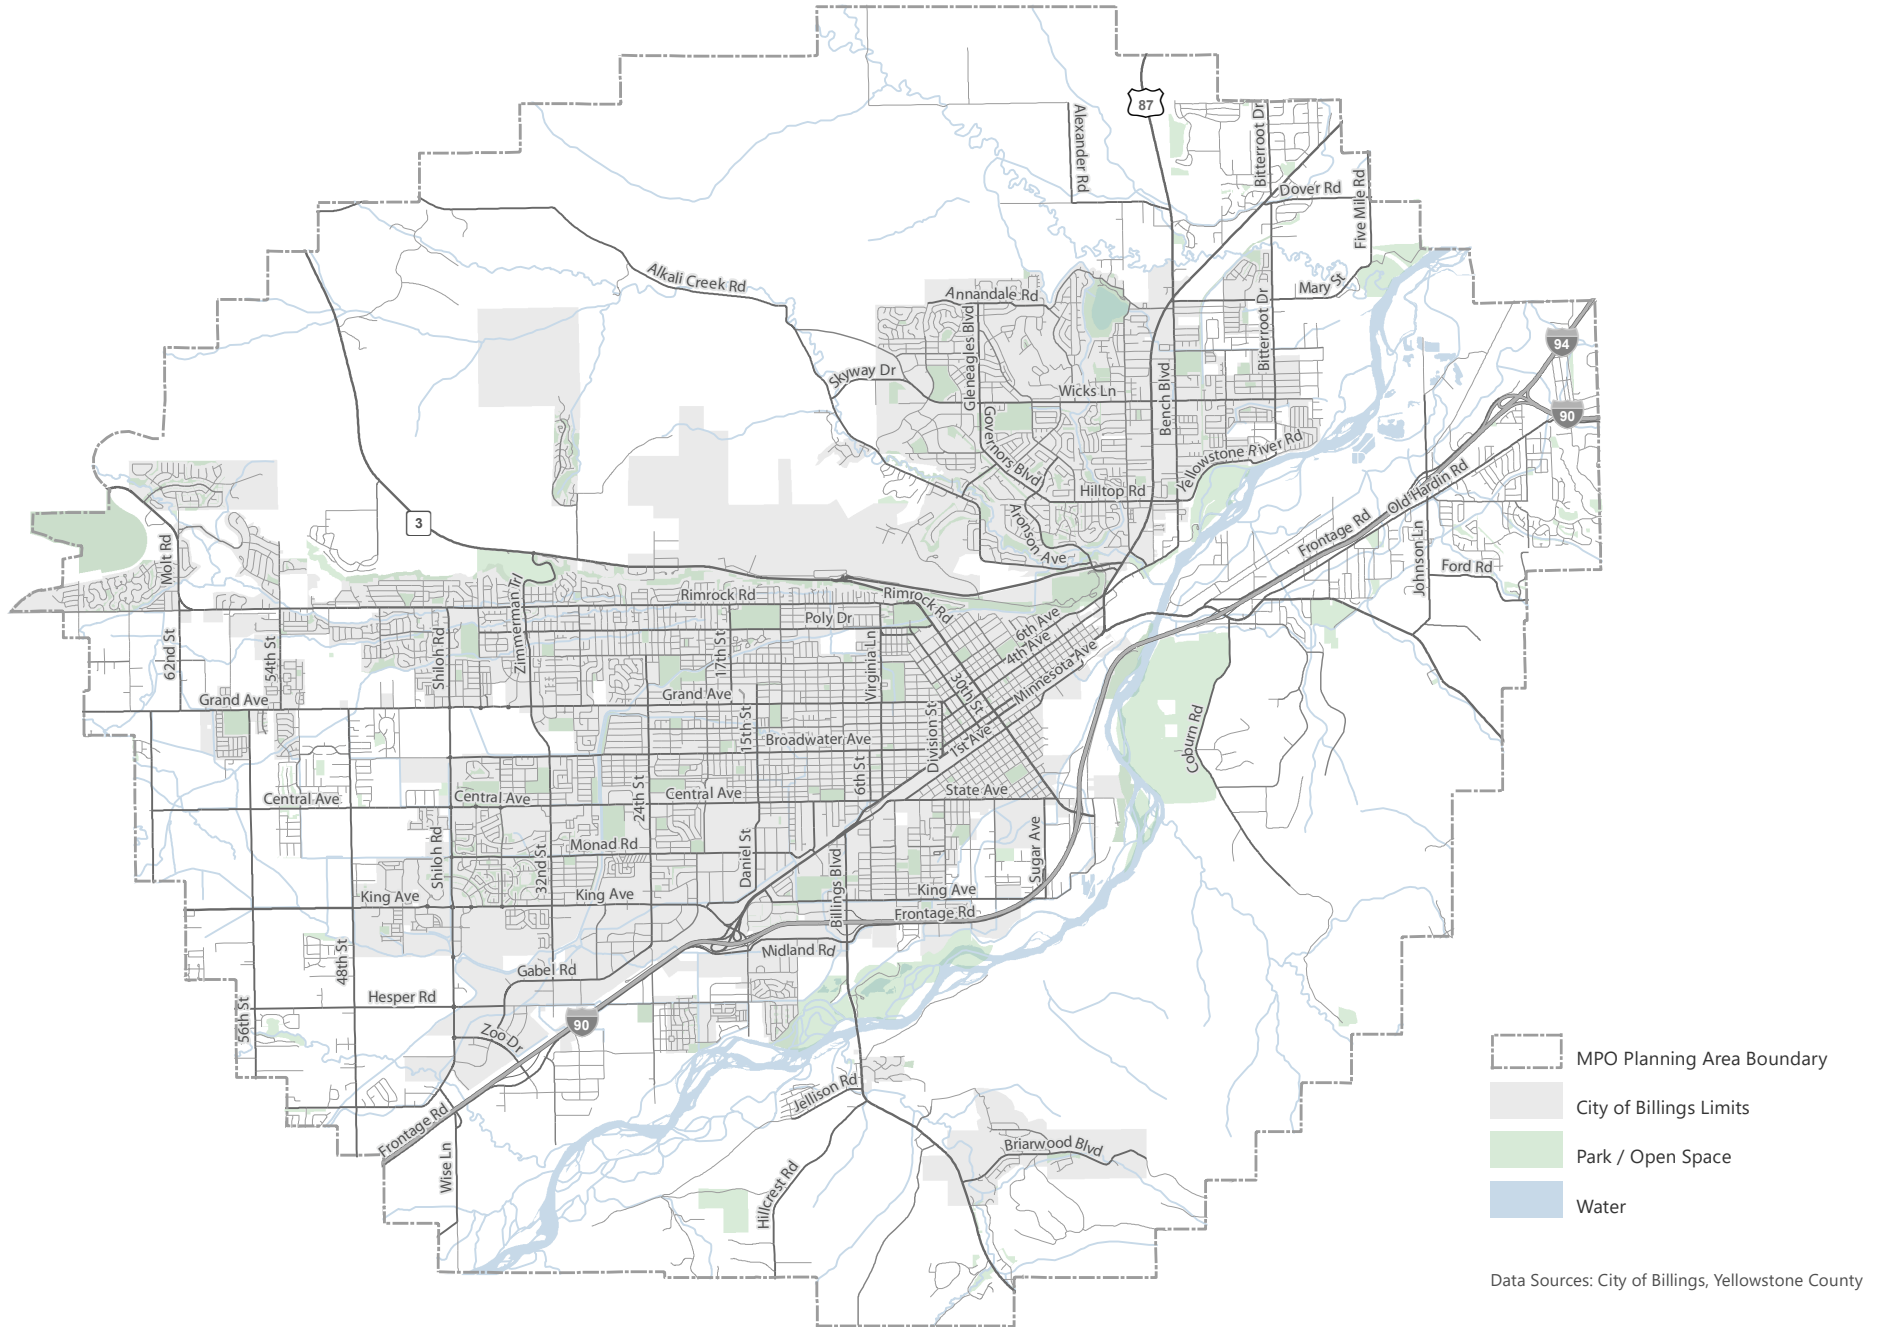 87
Alexander Rd
Bitterroot Dr
Dover Rd
Five Mile Rd
Alkali Creek Rd
Annandale Rd
Mary St
Gleneagles Blvd
Bitterroot Dr
94
Skyway Dr
Wicks Ln
Bench Blvd
90
Governors Blvd
Yellowstone River Rd
Hilltop Rd
Old Hardin Rd
3
Aronson Ave
Frontage Rd
Johnson Ln
Ford Rd
Molt Rd
Zimmerman Trl
Rimrock Rd
Rimrock Rd
Poly Dr
6th Ave
4th Ave
Minnesota Ave
62nd St
54th St
Shiloh Rd
17th St
Virginia Ln
30th St
Grand Ave
Grand Ave
15th St
Broadwater Ave
Division St
1st Ave
Coburn Rd
6th St
Central Ave
Central Ave
24th St
Central Ave
State Ave
Shiloh Rd
32nd St
Monad Rd
Daniel St
Billings Blvd
Sugar Ave
King Ave
King Ave
King Ave
Frontage Rd
48th St
Gabel Rd
Midland Rd
56th St
Hesper Rd
Zoo Dr
90
Jellison Rd
Frontage Rd
Wise Ln
Hillcrest Rd
Briarwood Blvd
MPO Planning Area Boundary
City of Billings Limits
Park / Open Space
Water
Data Sources: City of Billings, Yellowstone County